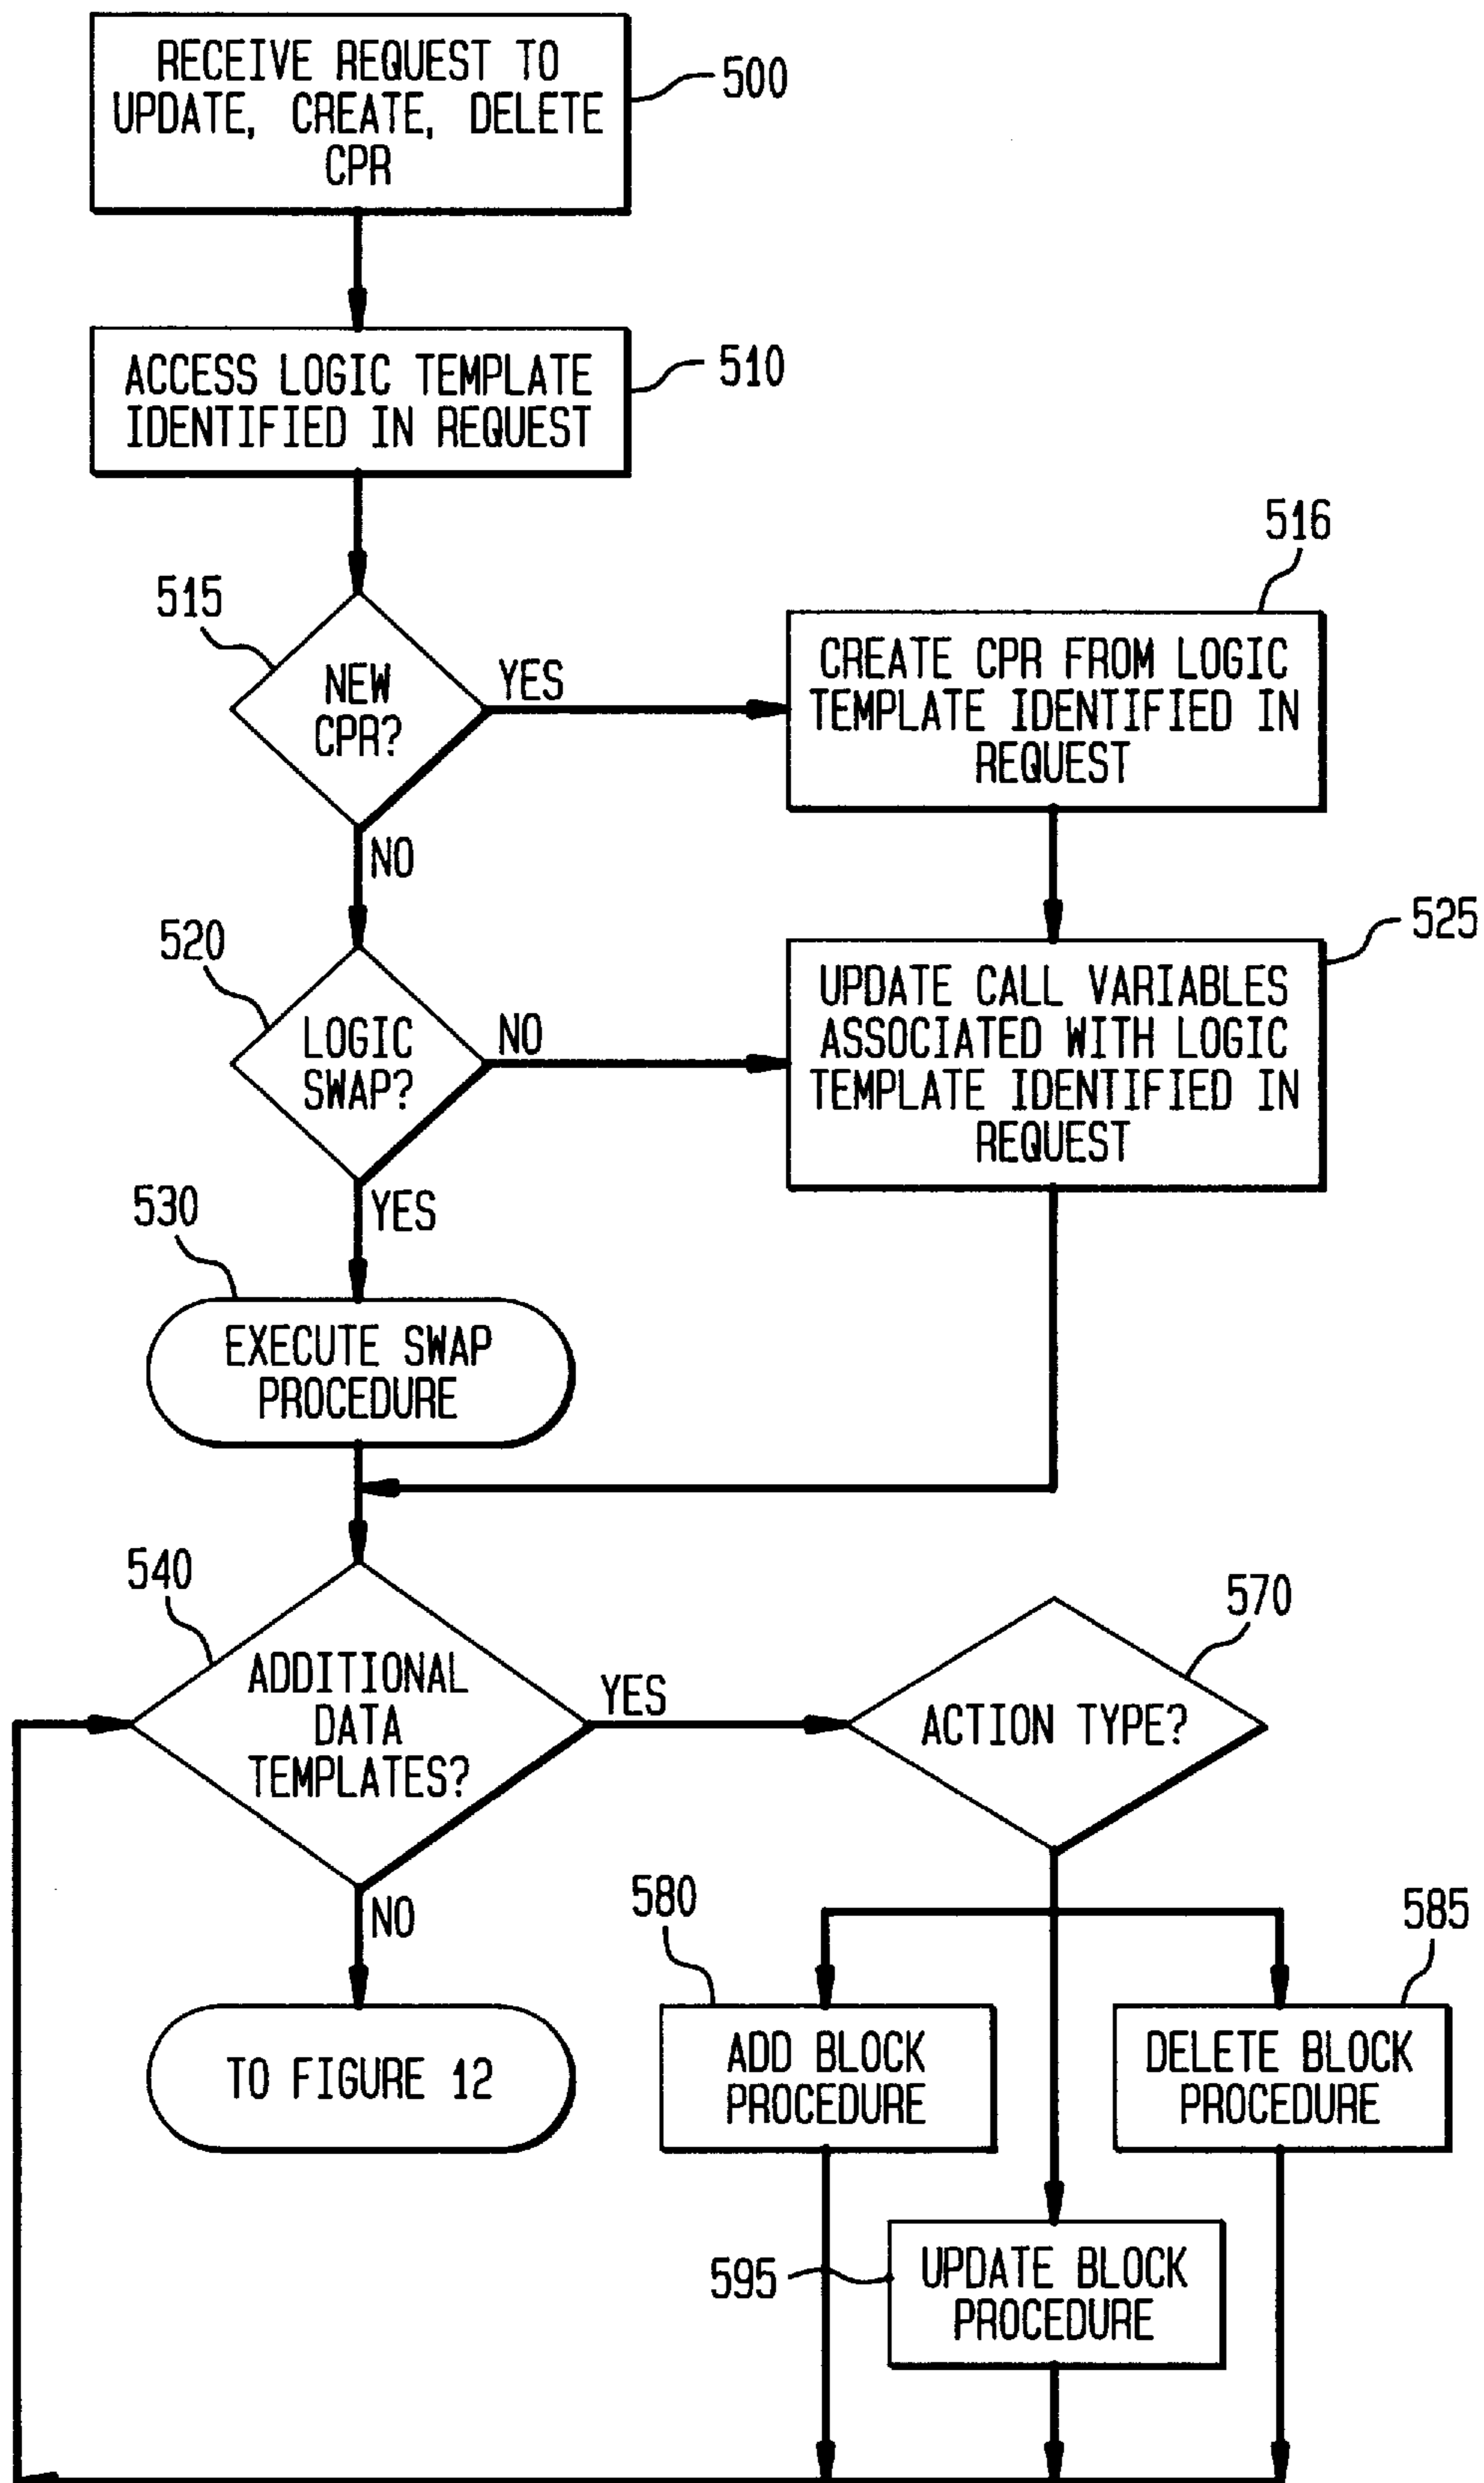 RECEIVE REQUEST TO
UPDATE, CREATE, DELETE
CPR
500
ACCESS LOGIC TEMPLATE
IDENTIFIED IN REQUEST
510
515
NEW
CPR?
YES
NO
516
CREATE CPR FROM LOGIC
TEMPLATE IDENTIFIED IN
REQUEST
520
LOGIC
SWAP?
NO
YES
525
UPDATE CALL VARIABLES
ASSOCIATED WITH LOGIC
TEMPLATE IDENTIFIED IN
REQUEST
530
EXECUTE SWAP
PROCEDURE
540
ADDITIONAL
DATA
TEMPLATES?
YES
NO
570
ACTION TYPE?
TO FIGURE 12
580
ADD BLOCK
PROCEDURE
585
DELETE BLOCK
PROCEDURE
595
UPDATE BLOCK
PROCEDURE